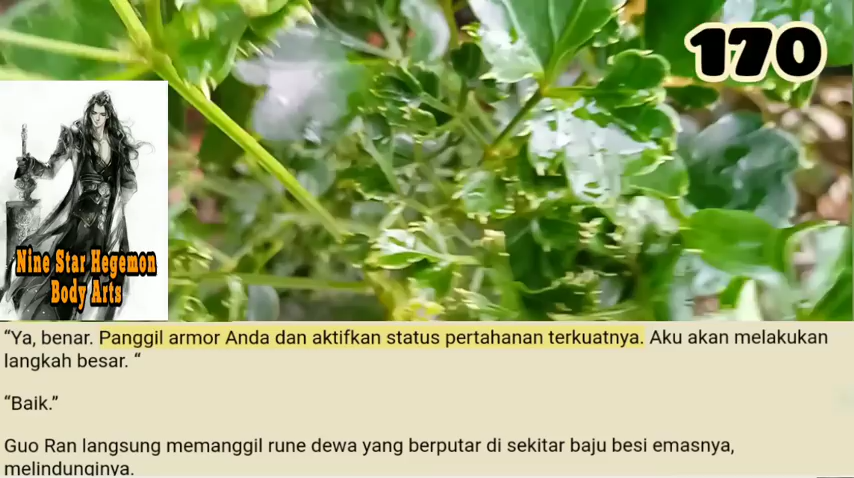 170
Nine Star Hegemon
Body Arts
“Ya, benar. Panggil armor Anda dan aktifkan status pertahanan terkuatnya. Aku akan melakukan
langkah besar. “
“Baik.”
Guo Ran langsung memanggil rune dewa yang berputar di sekitar baju besi emasnya,
melindunginya.